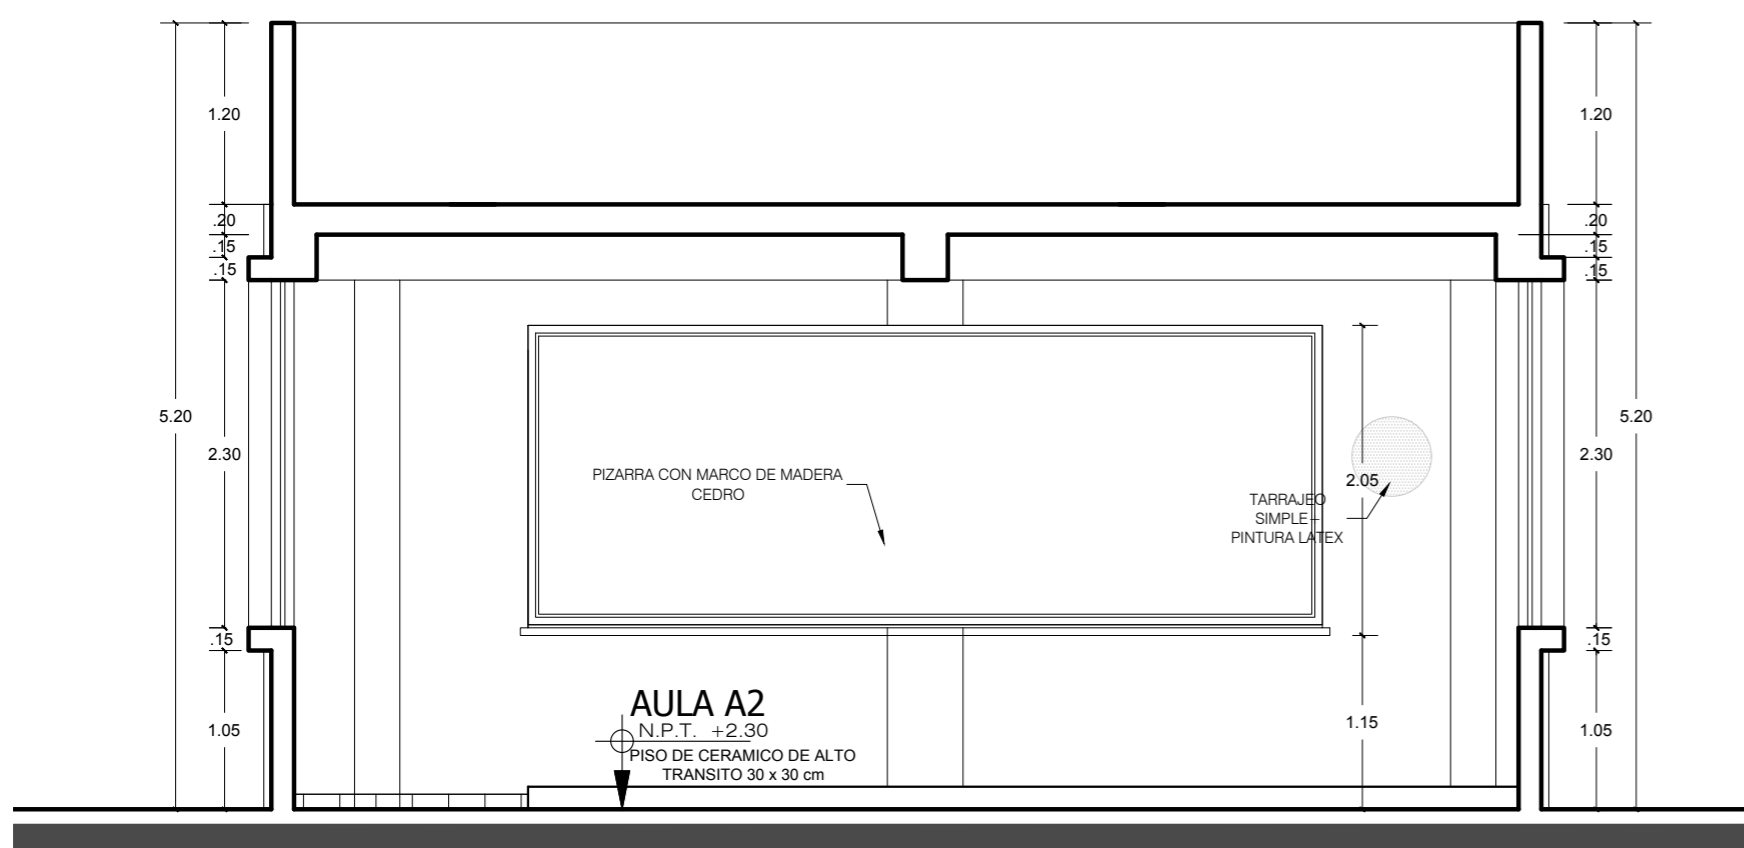 1.20
1.20
.20
.20
.15
.15
.15
.15
5.20
5.20
2.30
2.30
PIZARRA CON MARCO DE MADERA
CEDRO
2.05
TARRAJEO
SIMPLE-
PINTURA LATEX
.15
.15
AULA A2
N.P.T. +2.30
PISO DE CERAMICO DE ALTO
TRANSITO 30 x 30 cm
1.15
1.05
1.05